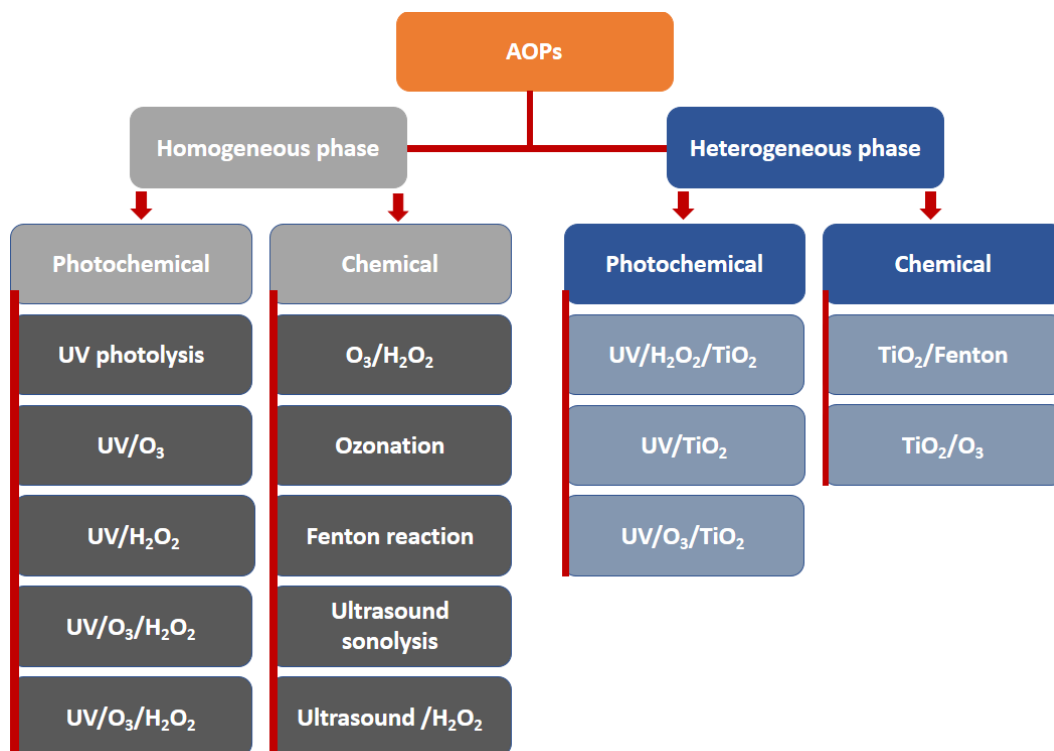 AOPs
Homogeneous phase
Heterogeneous phase
Photochemical
Chemical
Photochemical
Chemical
UV photolysis
O₃/H₂O₂
UV/H₂O₂/TiO₂
TiO₂/Fenton
UV/O₃
Ozonation
UV/TiO₂
TiO₂/O₃
UV/H₂O₂
Fenton reaction
UV/O₃/TiO₂
UV/O₃/H₂O₂
Ultrasound
sonolysis
UV/O₃/H₂O₂
Ultrasound /H₂O₂